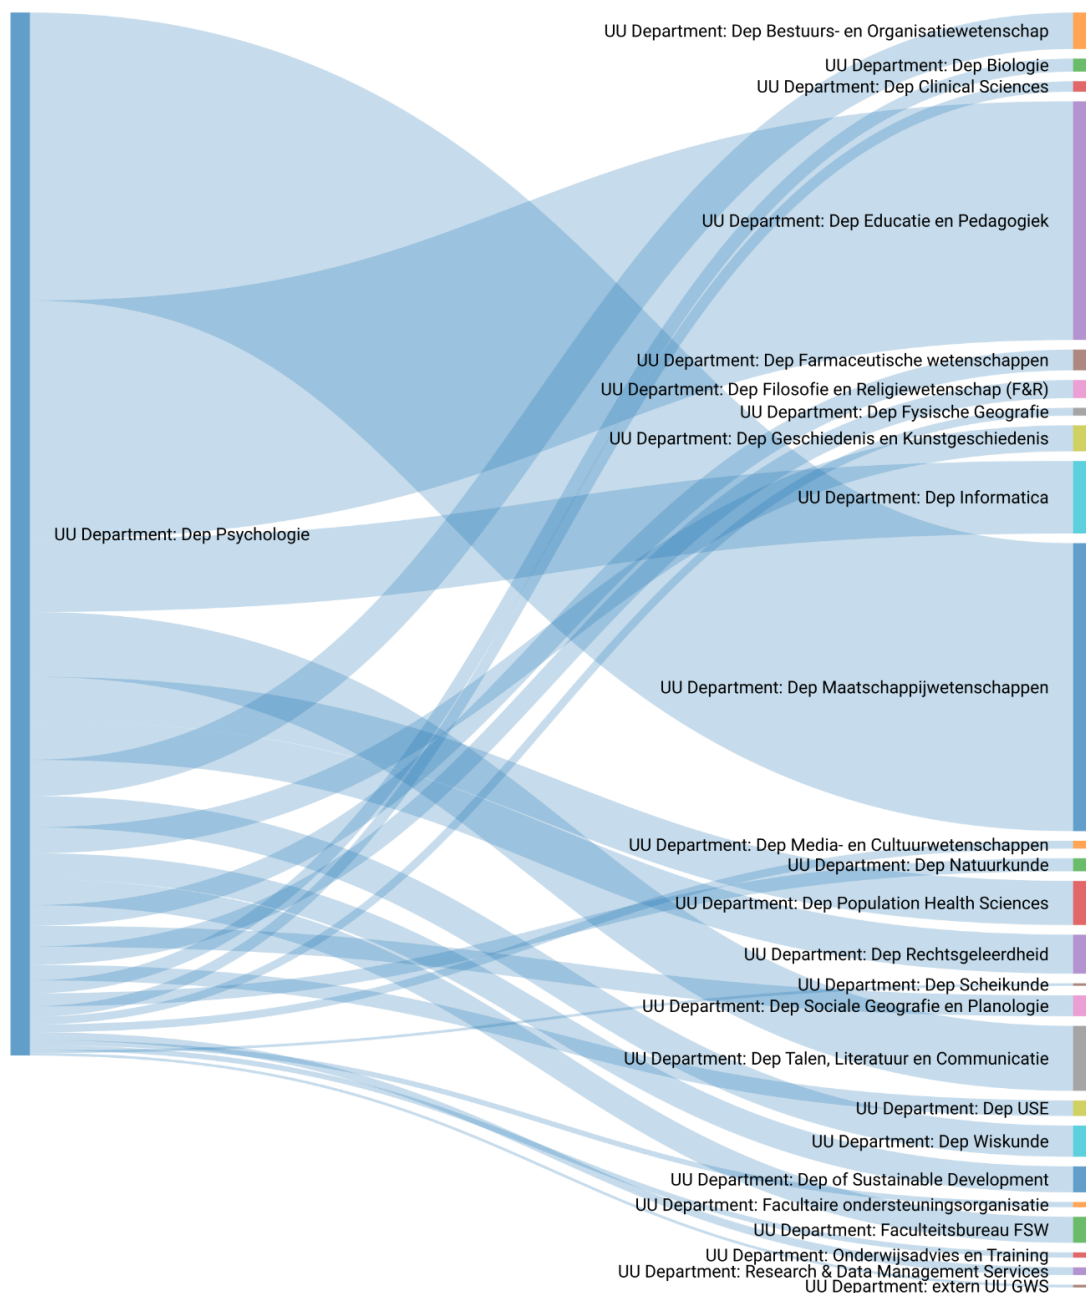 UU Department: Dep Bestuurs- en Organisatiewetenschap
UU Department: Dep Biologie
UU Department: Dep Clinical Sciences
UU Department: Dep Educatie en Pedagogiek
UU Department: Dep Farmaceutische wetenschappen
UU Department: Dep Filosofie en Religiewetenschap (F&R)
UU Department: Dep Fysische Geografie
UU Department: Dep Geschiedenis en Kunstgeschiedenis
UU Department: Dep Informatica
UU Department: Dep Psychologie
UU Department: Dep Maatschappijwetenschappen
UU Department: Dep Media- en Cultuurwetenschappen
UU Department: Dep Natuurkunde
UU Department: Dep Population Health Sciences
UU Department: Dep Rechtsgeleerdheid
UU Department: Dep Scheikunde
UU Department: Dep Sociale Geografie en Planologie
UU Department: Dep Talen, Literatuur en Communicatie
UU Department: Dep USE
UU Department: Dep Wiskunde
UU Department: Dep of Sustainable Development
UU Department: Facultaire ondersteuningsorganisatie
UU Department: Faculteitsbureau FSW
UU Department: Onderwijsadvies en Training
UU Department: Research & Data Management Services
UU Department: extern UU GWS